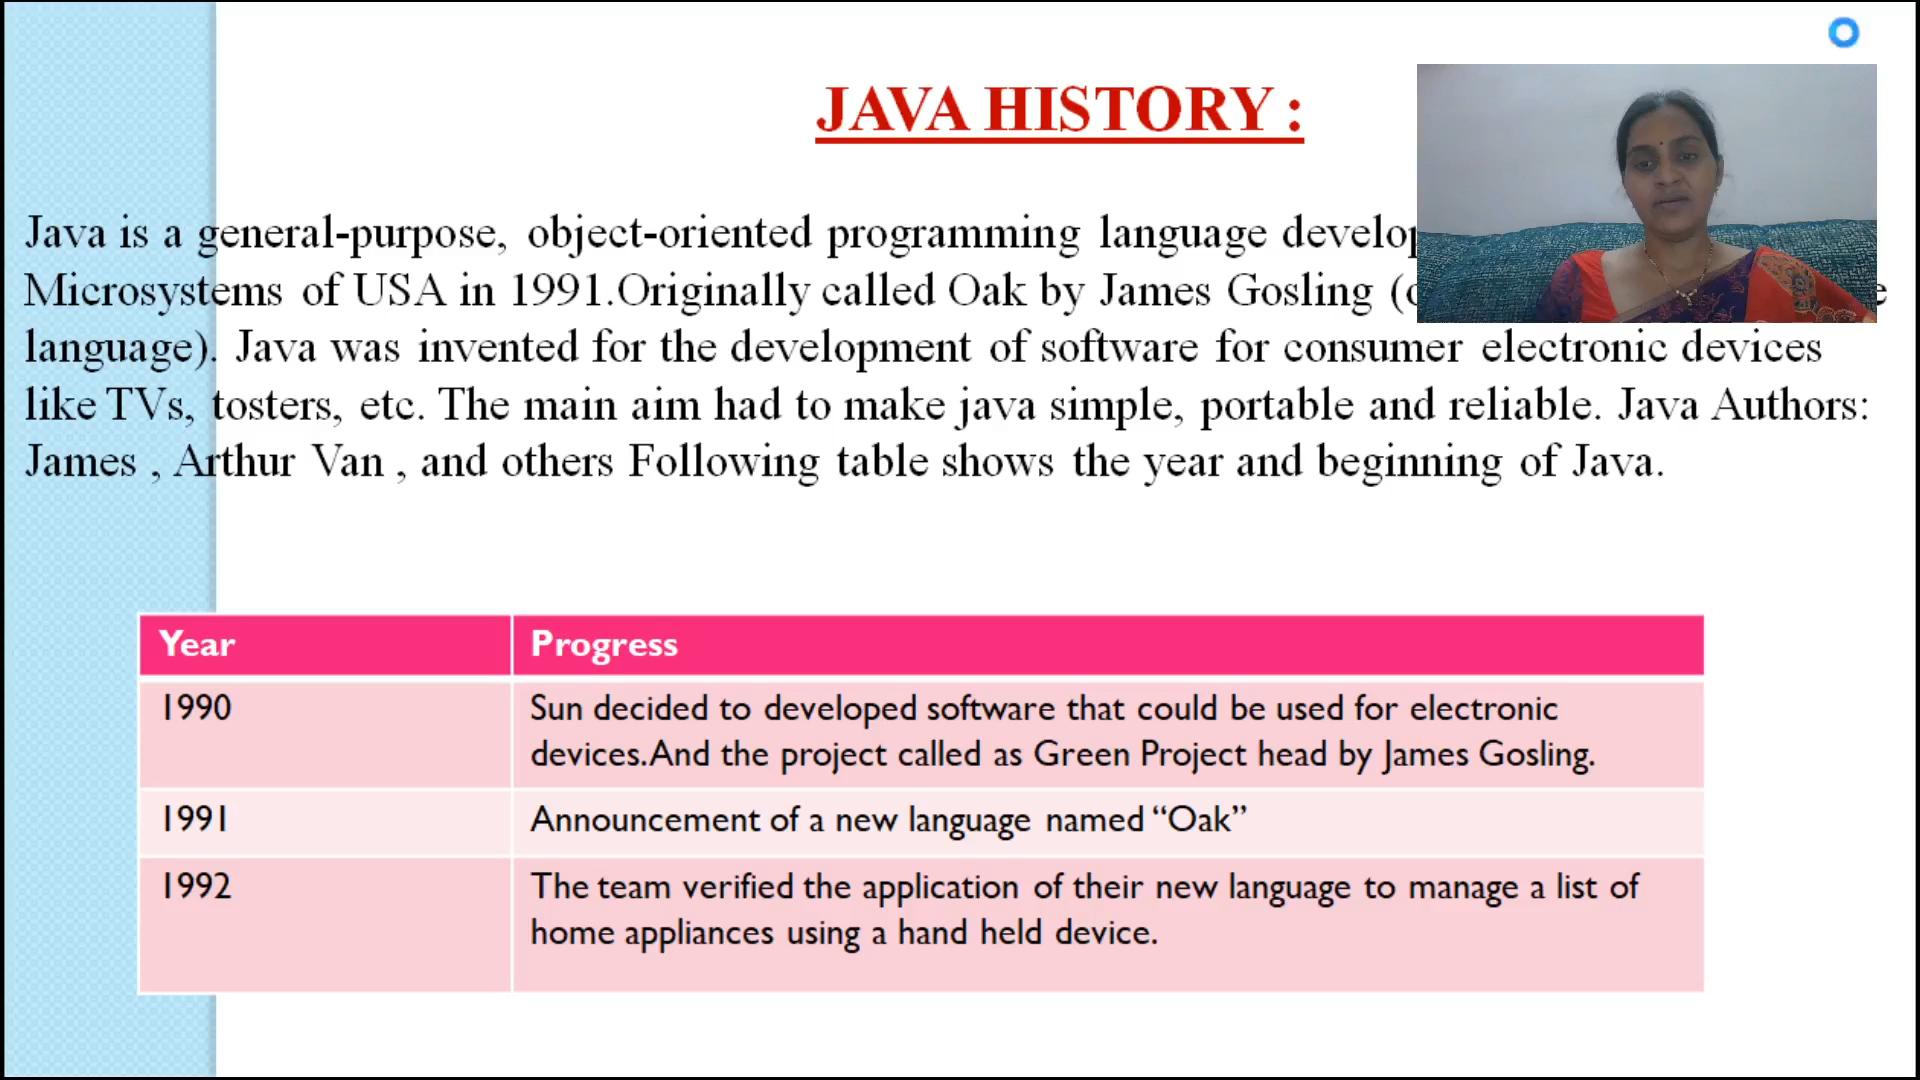 JAVA HISTORY :
Java is a general-purpose, object-oriented programming language
Microsystems of USA in 1991.Originally called Oak by James Gosling
language). Java was invented for the development of software for consumer electronic devices
like TVs, tosters, etc. The main aim had to make java simple, portable and reliable. Java Authors:
James , Arthur Van , and others Following table shows the year and beginning of Java.
Year Progress
1990 Sun decided to developed software that could be used for electronic
devices.And the project called as Green Project head by James Gosling.
1991 Announcement of a new language named “Oak”
1992 The team verified the application of their new language to manage a list of
home appliances using a hand held device.